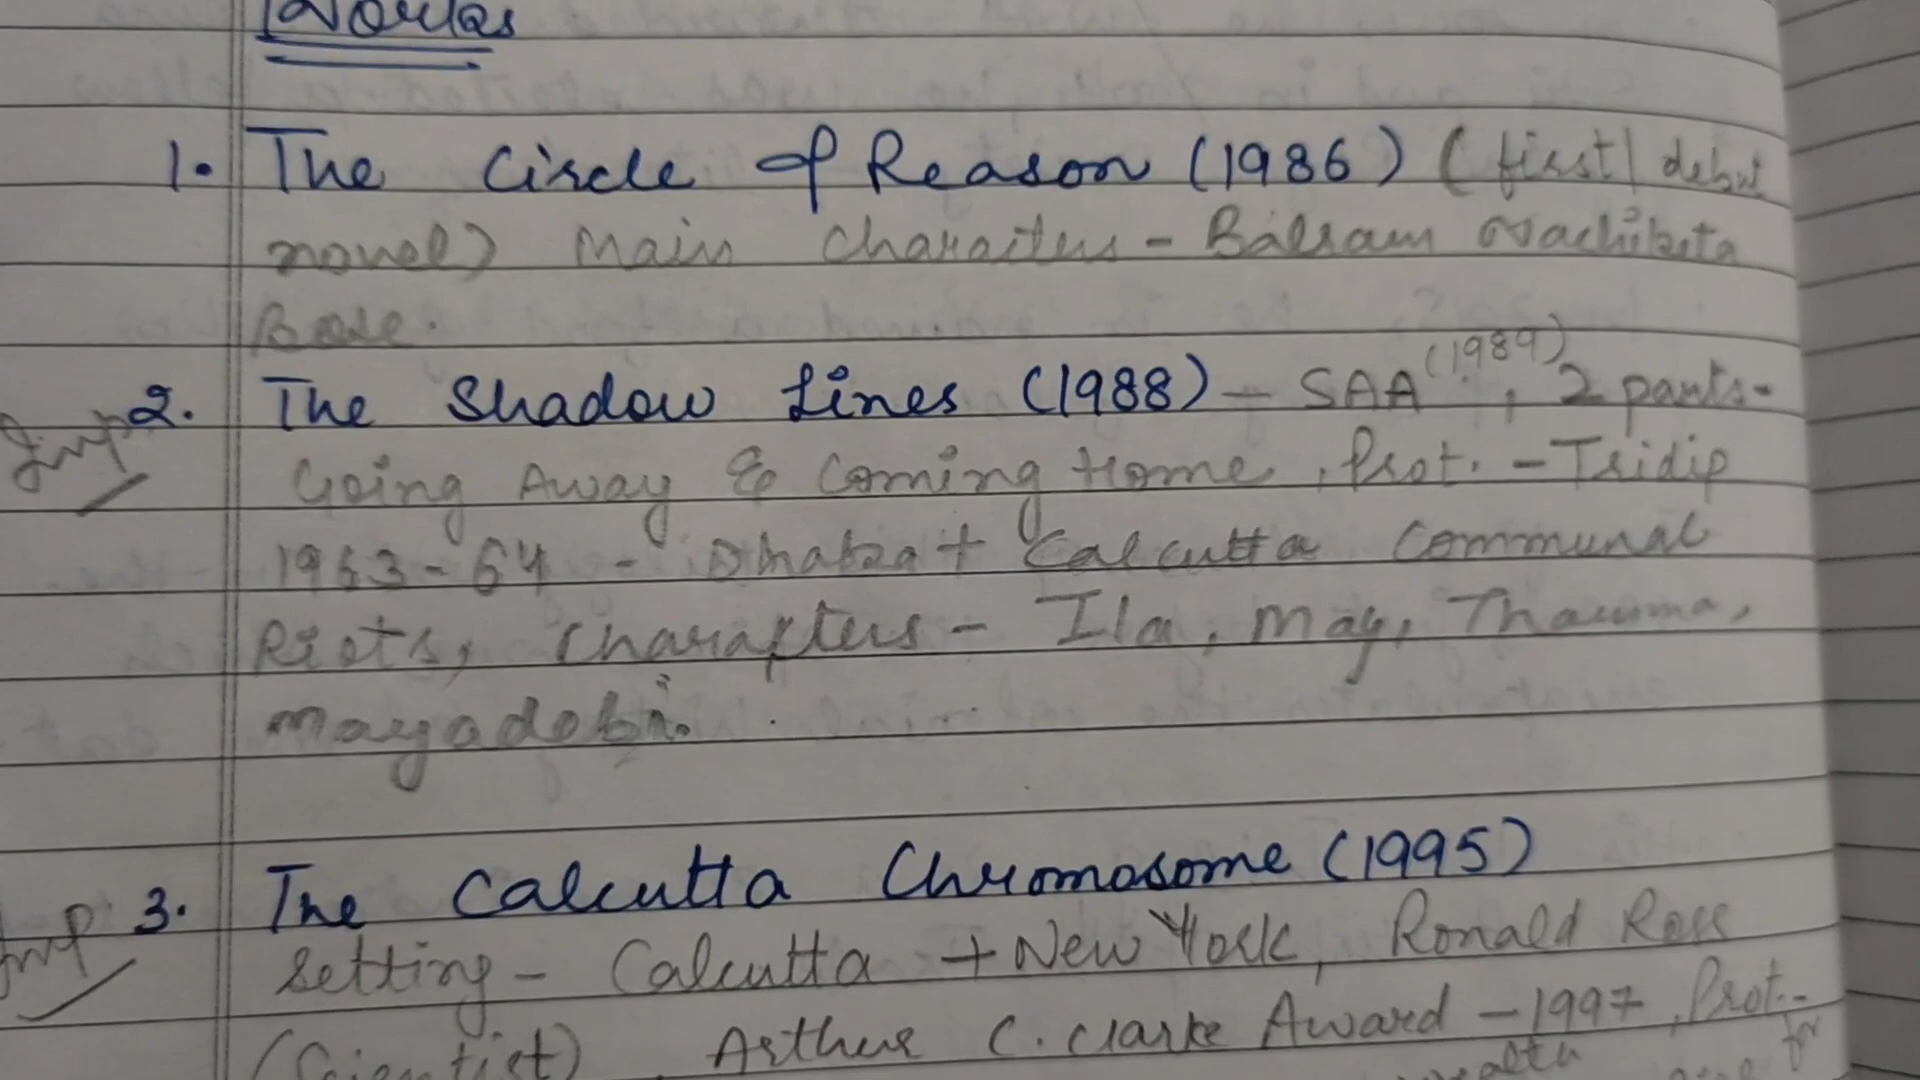 Works
1. The Circle of Reason (1986) (first/ debut
novel) Main Characters - Balram Nachiketa
Bose.
Imp 2. The Shadow Lines (1988) - SAA (1989), 2 parts-
Going Away & Coming Home, Prot. - Tridip
1963-64 - Dhaka + Calcutta Communal
Riots, Characters - Ila, May, Thamma,
Mayadebi.
Imp 3. The Calcutta Chromosome (1995)
Setting - Calcutta + New York, Ronald Ross
(Scientist), Arthur C. Clarke Award - 1997, Prot.-